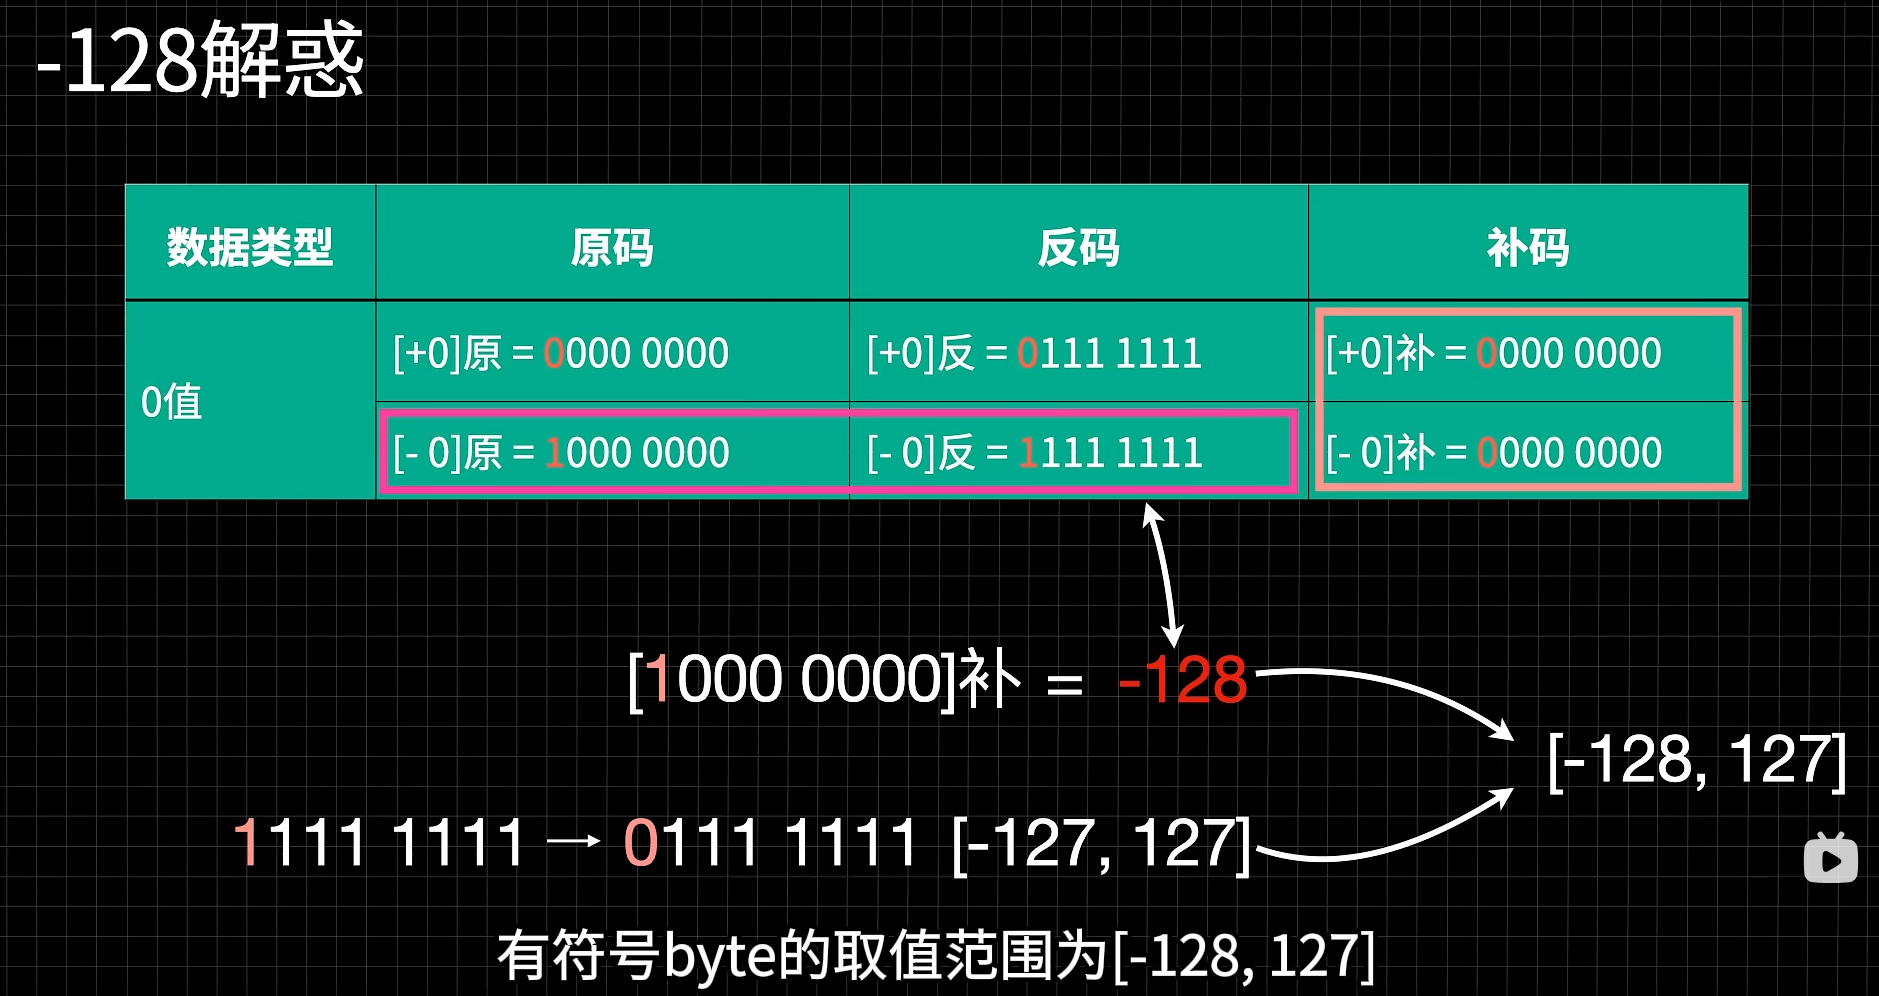 -128解惑
数据类型 原码 反码 补码
0值
[+0]原 = 0000 0000 [+0]反 = 0111 1111 [+0]补 = 0000 0000
[- 0]原 = 1000 0000 [- 0]反 = 1111 1111 [- 0]补 = 0000 0000
[1000 0000]补 = -128
[-128, 127]
1111 1111 → 0111 1111 [-127, 127]
有符号byte的取值范围为[-128, 127]